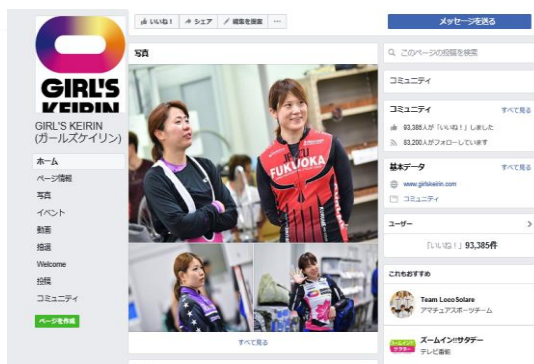 GIRL'S
KEIRIN
GIRL'S KEIRIN
(ガールズケイリン)
ホーム
ページ情報
写真
イベント
動画
抽選
Welcome
投稿
コミュニティ
ページを作成
いいね！
シェア
編集を提案
写真
FUKUOKA
すべて見る
メッセージを送る
このページの投稿を検索
コミュニティ
コミュニティ
すべて見る
93,385人が「いいね！」しました
93,200人がフォローしています
基本データ
すべて見る
www.girlskeirin.com
コミュニティ
ユーザー
「いいね！」93,385件
これもおすすめ
Team Loco Solare
アマチュアスポーツチーム
ズームイン!!サタデー
テレビ番組